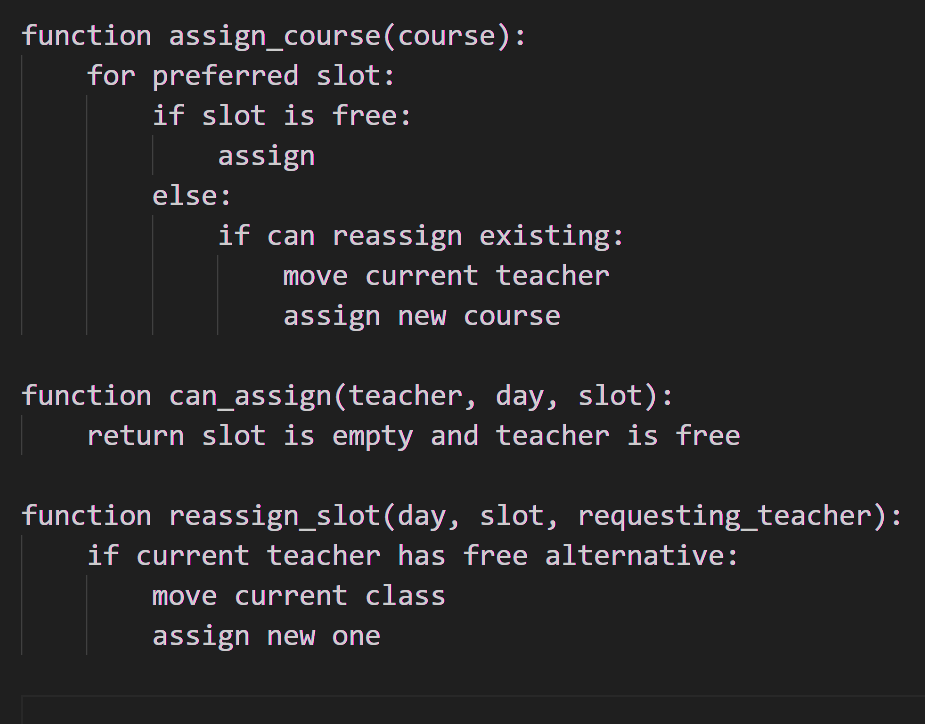 function assign_course(course):
    for preferred slot:
        if slot is free:
            assign
        else:
            if can reassign existing:
                move current teacher
                assign new course

function can_assign(teacher, day, slot):
    return slot is empty and teacher is free

function reassign_slot(day, slot, requesting_teacher):
    if current teacher has free alternative:
        move current class
        assign new one